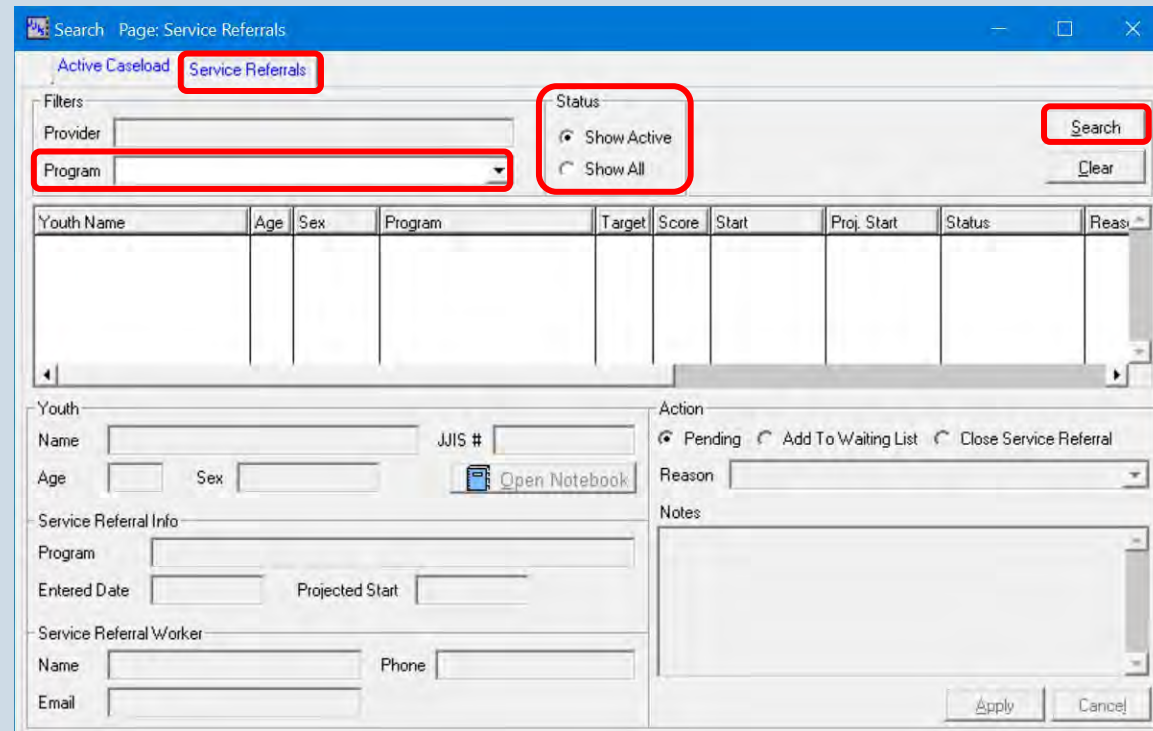 Search Page: Service Referrals
Active Caseload Service Referrals
Filters
Status
Provider
Show Active
Search
Program
Show All
Clear
Youth Name Age Sex Program Target Score Start Proj. Start Status Reas
Youth
Action
Name JJIS #
Pending Add To Waiting List Close Service Referral
Age Sex Open Notebook
Reason
Service Referral Info
Notes
Program
Entered Date Projected Start
Service Referral Worker
Name Phone
Email
Apply Cancel